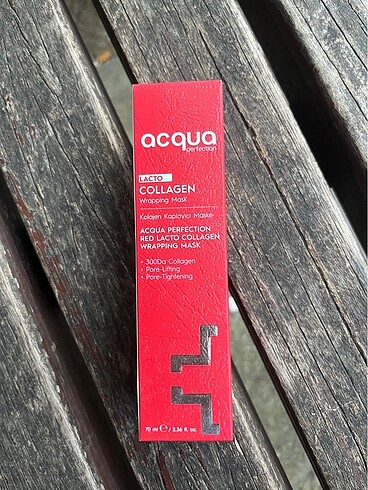 acqua
perfection
LACTO
COLLAGEN
Wrapping Mask
Kolajen Kaplayıcı Maske
ACQUA PERFECTION
RED LACTO COLLAGEN
WRAPPING MASK
• 300Da Collagen
• Pore-Lifting
• Pore-Tightening
70 ml ℮ / 2.36 fl. oz.